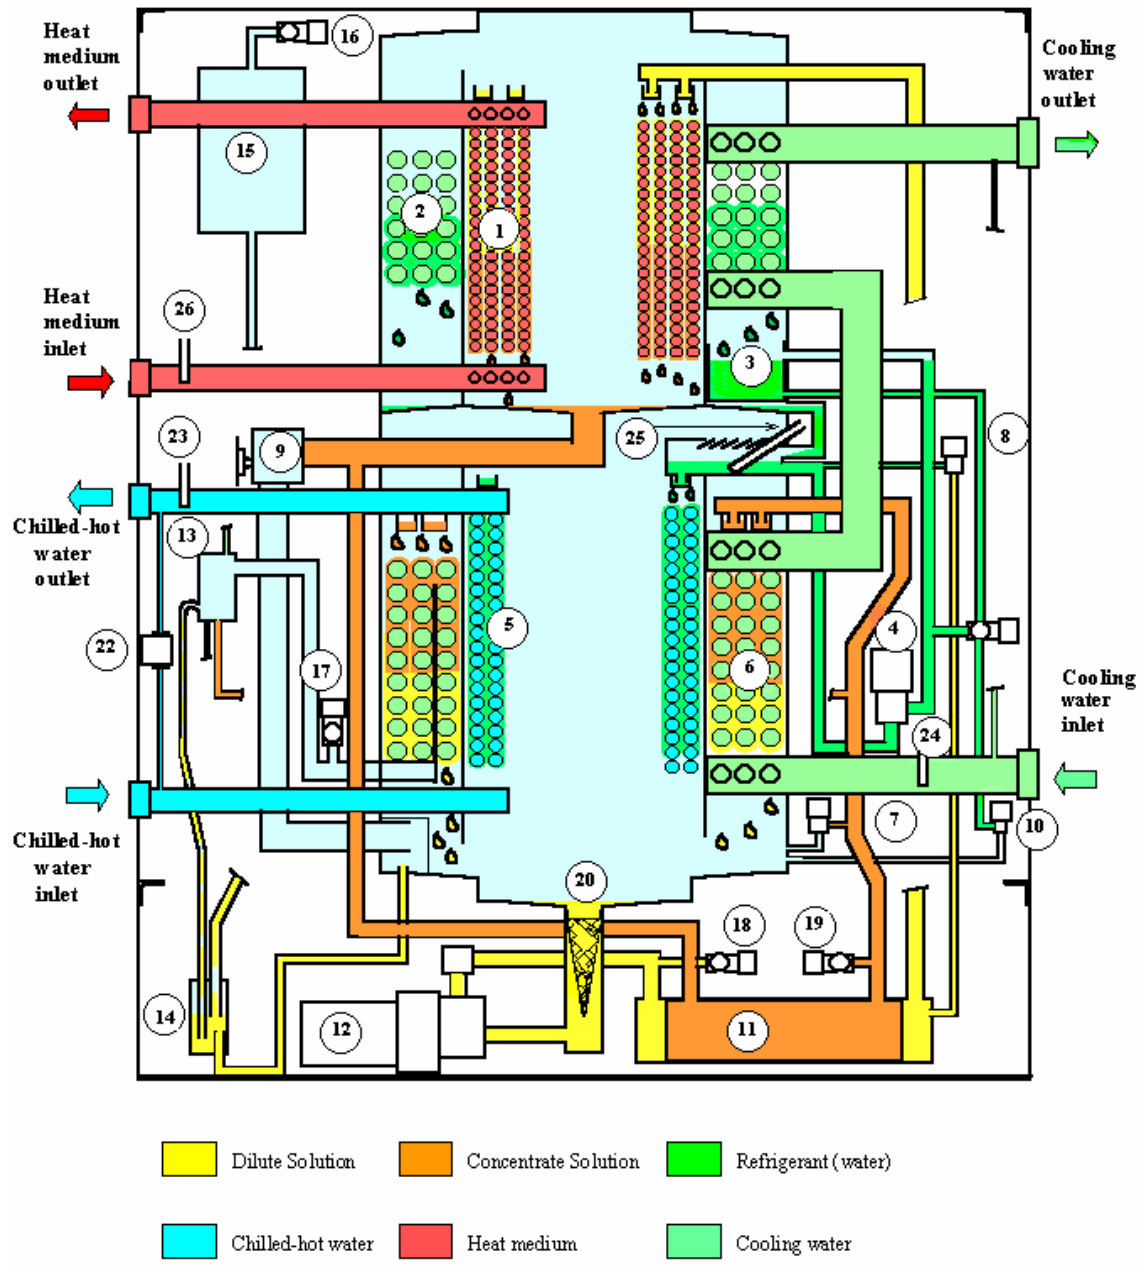 Heat
medium
outlet
16
Cooling
water
outlet
15
2
1
Heat
medium
inlet
26
3
25
8
23
9
Chilled-hot
water
outlet
13
5
22
17
4
6
Cooling
water
inlet
24
Chilled-hot
water
inlet
7
10
20
18
19
14
12
11
Dilute Solution
Concentrate Solution
Refrigerant (water)
Chilled-hot water
Heat medium
Cooling water